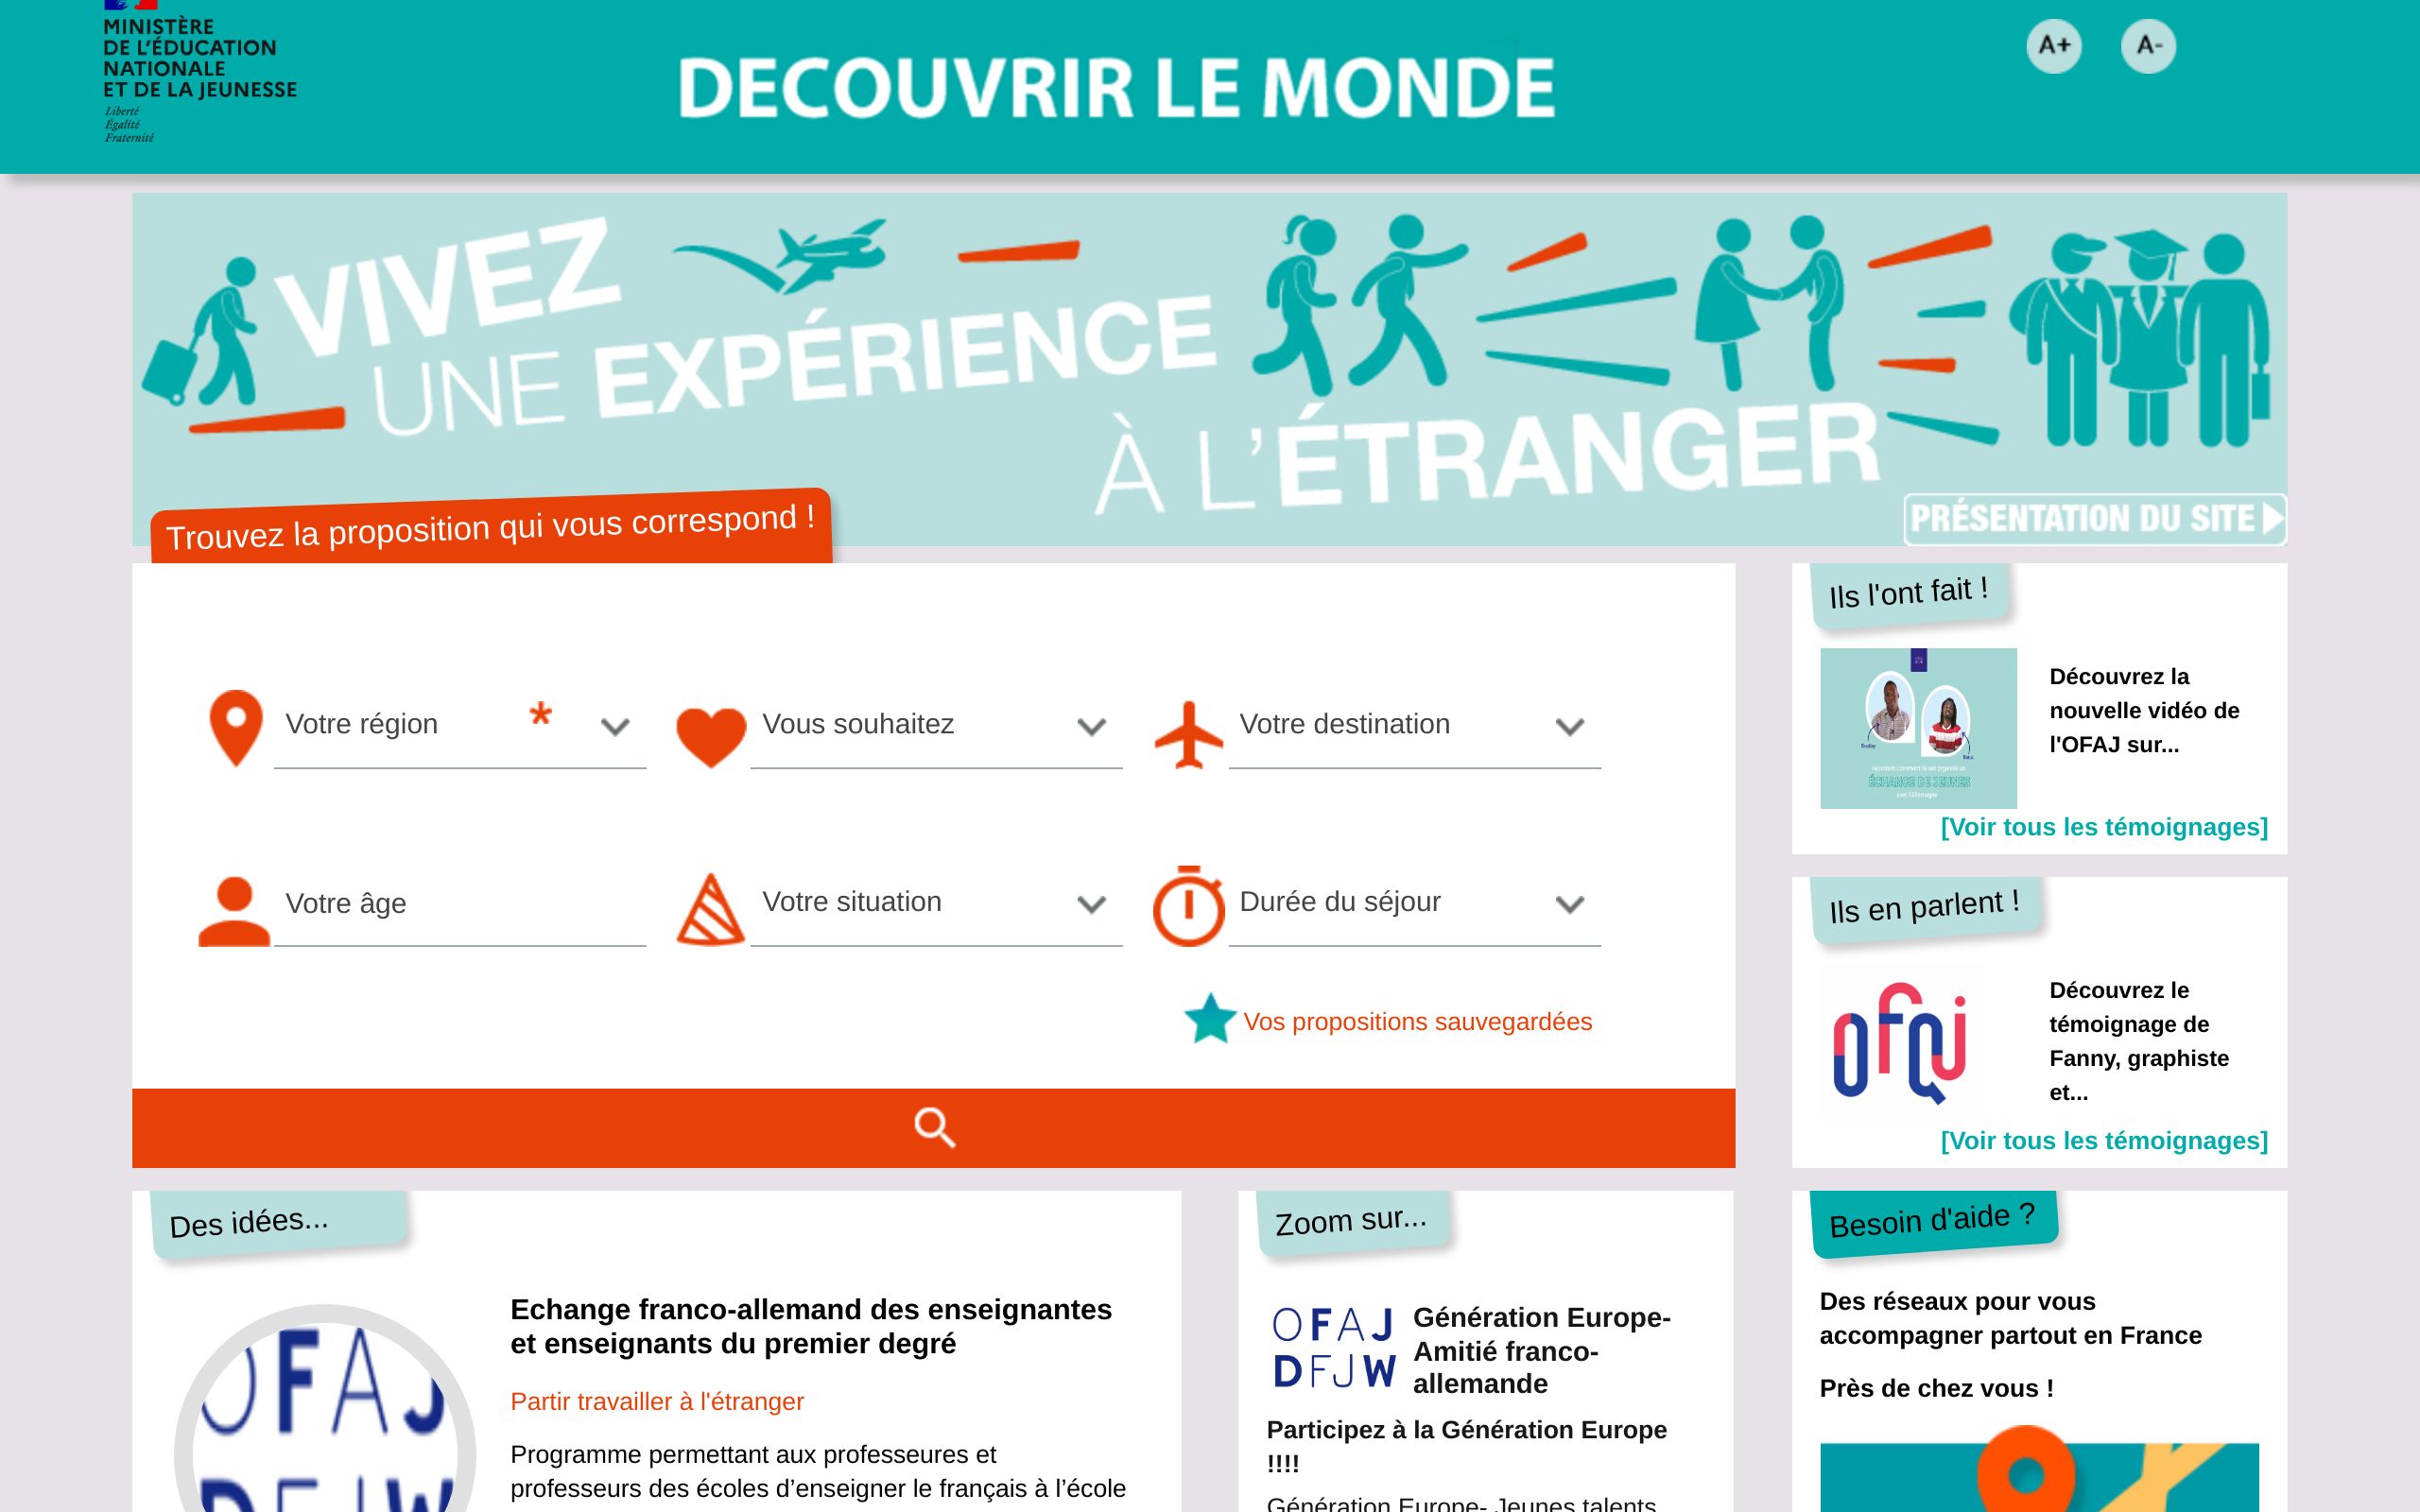 MINISTÈRE
DE L'ÉDUCATION
NATIONALE
ET DE LA JEUNESSE
Liberté
Égalité
Fraternité
DECOUVRIR LE MONDE
A+
A-
VIVEZ
UNE EXPÉRIENCE
À L'ÉTRANGER
PRÉSENTATION DU SITE
Trouvez la proposition qui vous correspond !
Votre région *
Vous souhaitez
Votre destination
Votre âge
Votre situation
Durée du séjour
Vos propositions sauvegardées
Ils l'ont fait !
ÉCHANGE DE JEUNES
avec l'Allemagne
Découvrez la
nouvelle vidéo de
l'OFAJ sur...
[Voir tous les témoignages]
Ils en parlent !
ofaj
Découvrez le
témoignage de
Fanny, graphiste
et...
[Voir tous les témoignages]
Des idées...
OFAJ
DFJW
Echange franco-allemand des enseignantes
et enseignants du premier degré
Partir travailler à l'étranger
Programme permettant aux professeures et
professeurs des écoles d’enseigner le français à l’école
Zoom sur...
OFAJ
DFJW
Génération Europe-
Amitié franco-
allemande
Participez à la Génération Europe
!!!!
Génération Europe- Jeunes talents
Besoin d'aide ?
Des réseaux pour vous
accompagner partout en France
Près de chez vous !